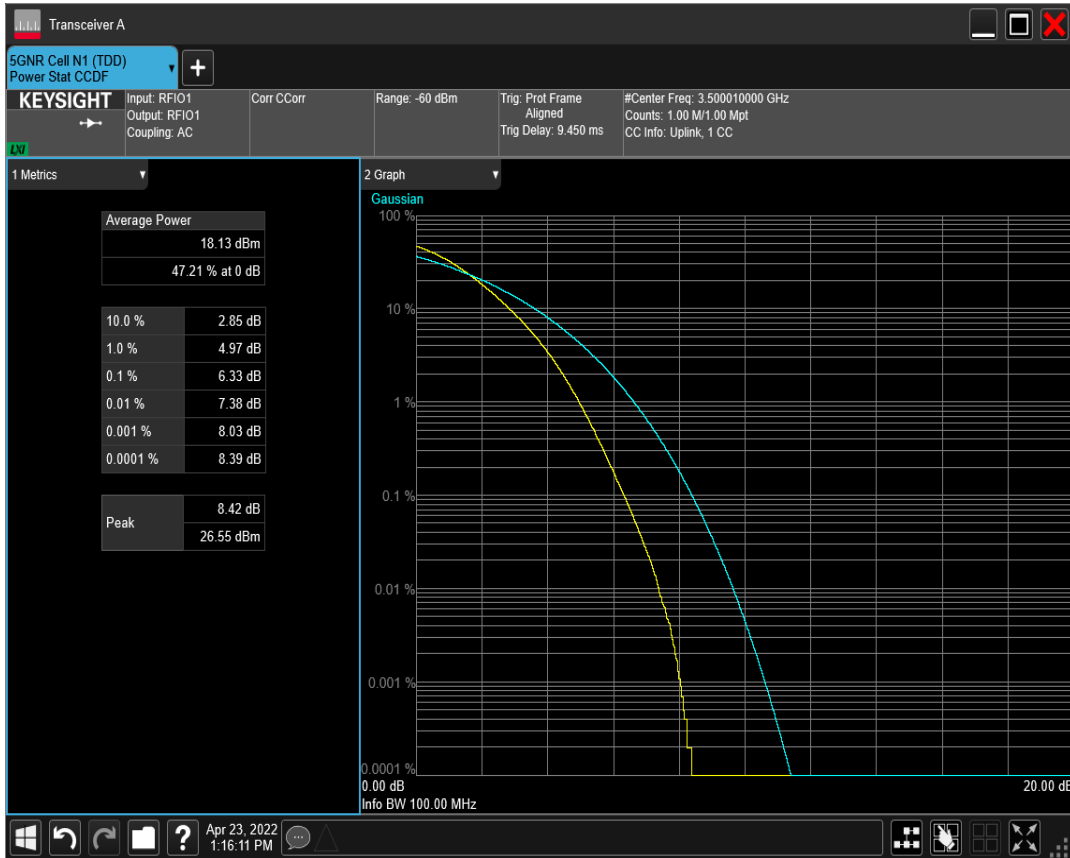 Transceiver A
5GNR Cell N1 (TDD)
Power Stat CCDF
+
KEYSIGHT
LXI
Input: RFIO1
Output: RFIO1
Coupling: AC
Corr CCorr
Range: -60 dBm
Trig: Prot Frame
Aligned
Trig Delay: 9.450 ms
#Center Freq: 3.500010000 GHz
Counts: 1.00 M/1.00 Mpt
CC Info: Uplink, 1 CC
1 Metrics
Average Power
18.13 dBm
47.21 % at 0 dB
10.0 % 2.85 dB
1.0 % 4.97 dB
0.1 % 6.33 dB
0.01 % 7.38 dB
0.001 % 8.03 dB
0.0001 % 8.39 dB
Peak
8.42 dB
26.55 dBm
2 Graph
Gaussian
100 %
10 %
1 %
0.1 %
0.01 %
0.001 %
0.0001 %
0.00 dB 20.00 dB
Info BW 100.00 MHz
?
Apr 23, 2022
1:16:11 PM